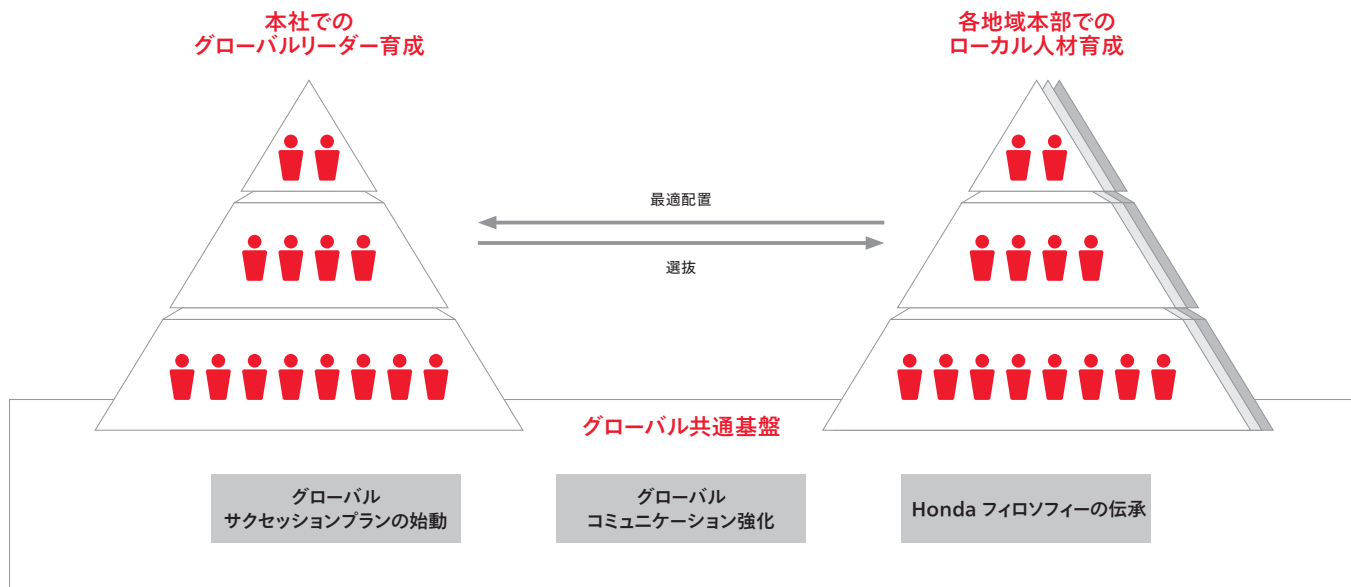 本社での
グローバルリーダー育成
各地域本部での
ローカル人材育成
最適配置
選抜
グローバル共通基盤
グローバル
サクセッションプランの始動
グローバル
コミュニケーション強化
Honda フィロソフィーの伝承